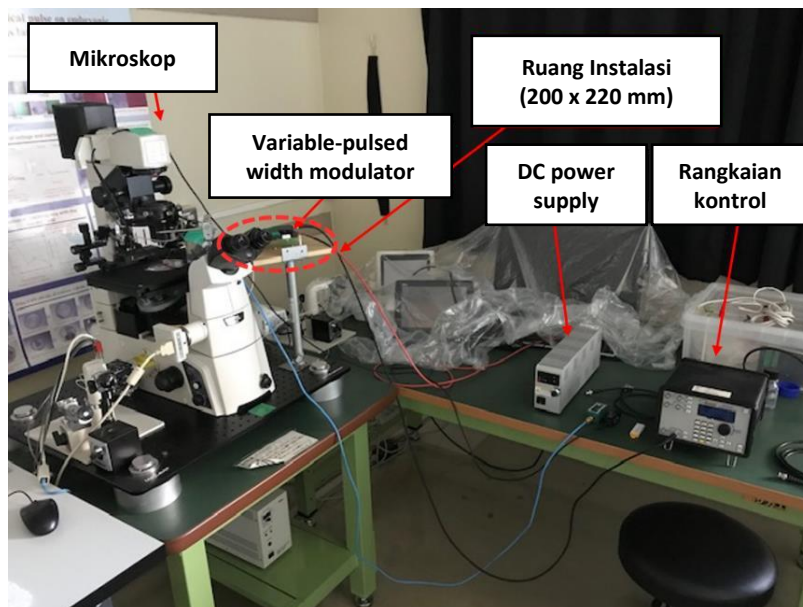 Mikroskop
Ruang Instalasi
(200 x 220 mm)
Variable-pulsed
width modulator
DC power
supply
Rangkaian
kontrol